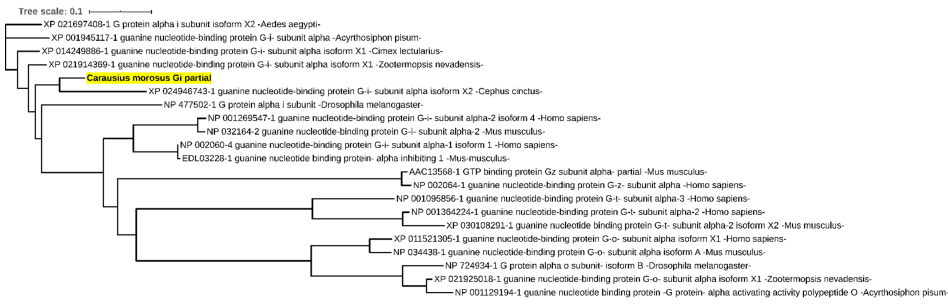 Tree scale: 0.1
XP 021697408-1 G protein alpha i subunit isoform X2 -Aedes aegypti-
XP 001945117-1 guanine nucleotide-binding protein G-i- subunit alpha -Acyrthosiphon pisum-
XP 014249886-1 guanine nucleotide-binding protein G-i- subunit alpha isoform X1 -Cimex lectularius-
XP 021914369-1 guanine nucleotide-binding protein G-i- subunit alpha isoform X1 -Zootermopsis nevadensis-
Carausius morosus Gi partial
XP 024946743-1 guanine nucleotide-binding protein G-i- subunit alpha isoform X2 -Cephus cinctus-
NP 477502-1 G protein alpha i subunit -Drosophila melanogaster-
NP 001269547-1 guanine nucleotide-binding protein G-i- subunit alpha-2 isoform 4 -Homo sapiens-
NP 032164-2 guanine nucleotide-binding protein G-i- subunit alpha-2 -Mus musculus-
NP 002060-4 guanine nucleotide-binding protein G-i- subunit alpha-1 isoform 1 -Homo sapiens-
EDL03228-1 guanine nucleotide binding protein- alpha inhibiting 1 -Mus-musculus-
AAC13568-1 GTP binding protein Gz subunit alpha- partial -Mus musculus-
NP 002064-1 guanine nucleotide-binding protein G-z- subunit alpha -Homo sapiens-
NP 001095856-1 guanine nucleotide-binding protein G-t- subunit alpha-3 -Homo sapiens-
NP 001364224-1 guanine nucleotide-binding protein G-t- subunit alpha-2 -Homo sapiens-
XP 030108291-1 guanine nucleotide binding protein G-t- subunit alpha-2 isoform X2 -Mus musculus-
XP 011521305-1 guanine nucleotide-binding protein G-o- subunit alpha isoform X1 -Homo sapiens-
NP 034438-1 guanine nucleotide-binding protein G-o- subunit alpha isoform A -Mus musculus-
NP 724934-1 G protein alpha o subunit- isoform B -Drosophila melanogaster-
XP 021925018-1 guanine nucleotide-binding protein G-o- subunit alpha isoform X1 -Zootermopsis nevadensis-
NP 001129194-1 guanine nucleotide binding protein -G protein- alpha activating activity polypeptide O -Acyrthosiphon pisum-